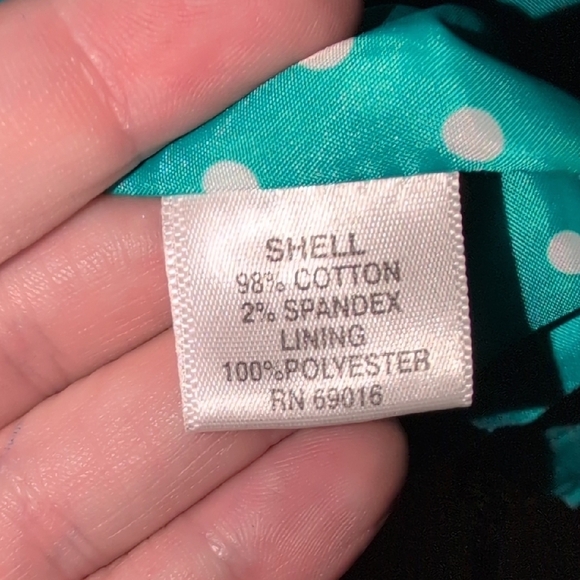 SHELL
98% COTTON
2% SPANDEX
LINING
100%POLYESTER
RN 69016